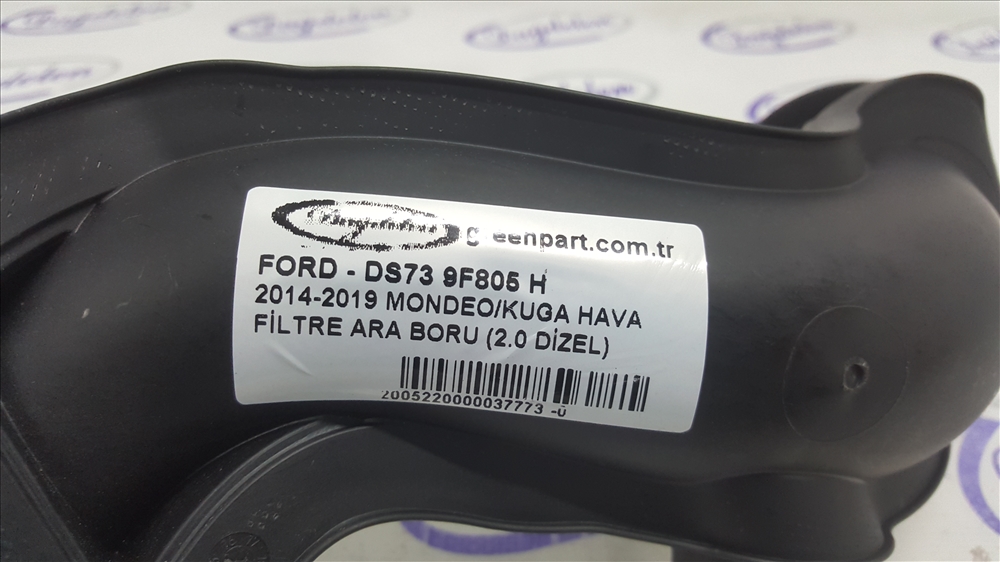 greenpart.com.tr
FORD - DS73 9F805 H
2014-2019 MONDEO/KUGA HAVA
FİLTRE ARA BORU (2.0 DİZEL)
2005220000037773 -0